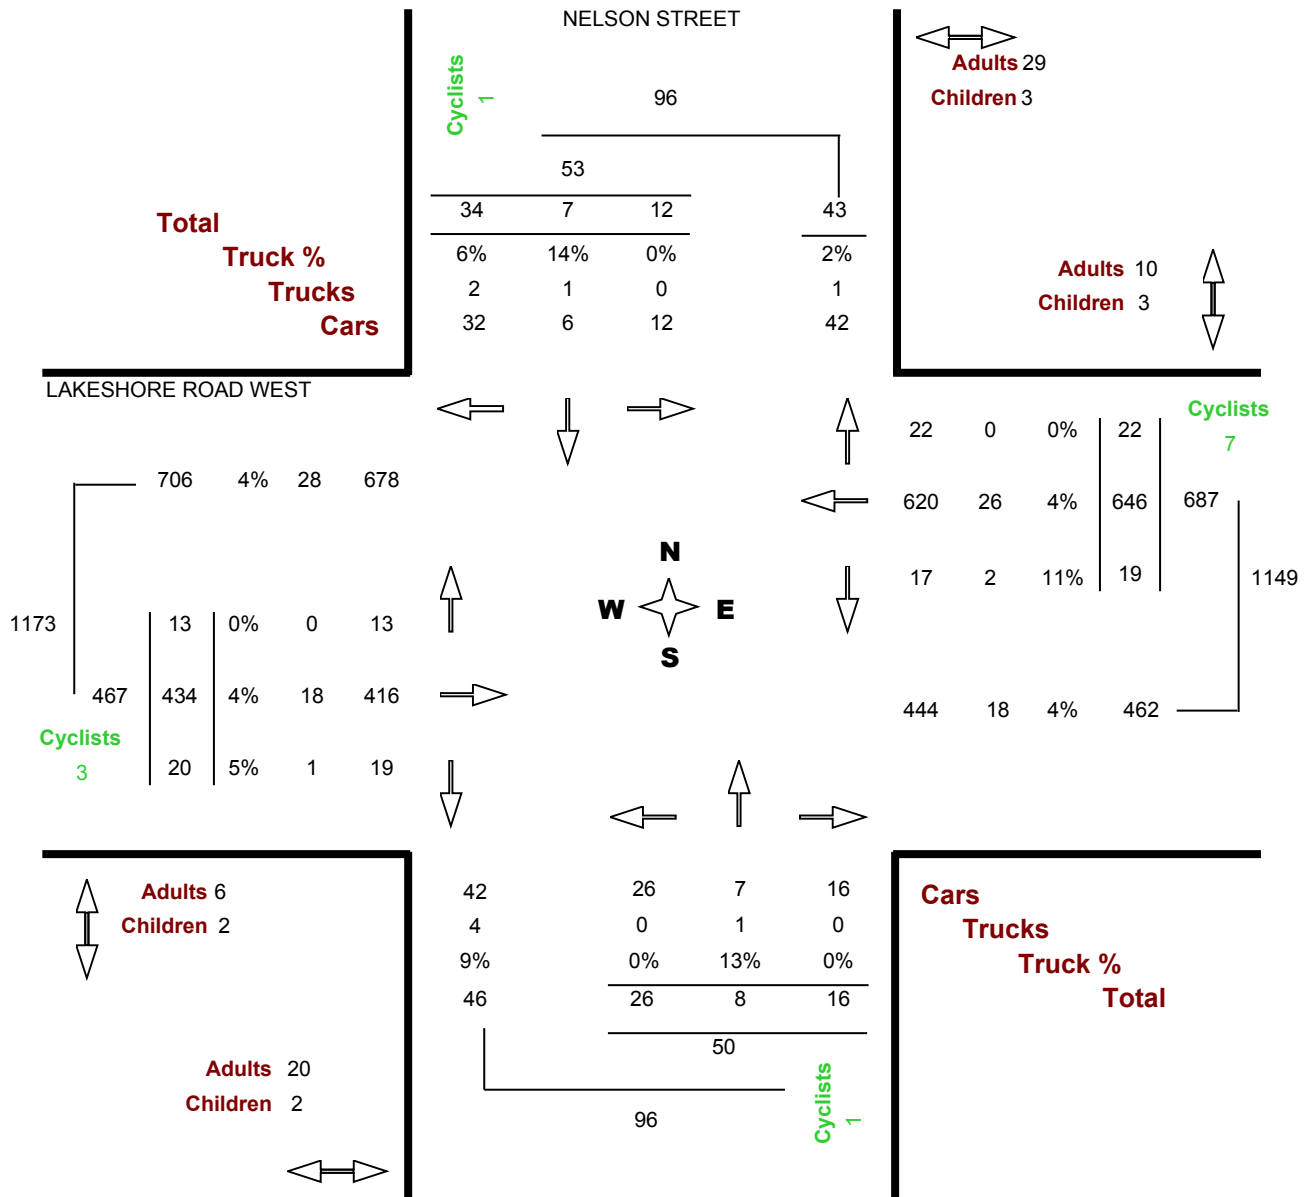 NELSON STREET
Cyclists
1
96
Adults 29
Children 3
53
34 7 12 43
6% 14% 0% 2%
2 1 0 1
32 6 12 42
Total
Truck %
Trucks
Cars
Adults 10
Children 3
LAKESHORE ROAD WEST
Cyclists
7
22 0 0% 22
620 26 4% 646 687
17 2 11% 19
1149
706 4% 28 678
N
W E
S
1173
13 0% 0 13
467 434 4% 18 416
20 5% 1 19
Cyclists
3
444 18 4% 462
Adults 6
Children 2
42 26 7 16
4 0 1 0
9% 0% 13% 0%
46 26 8 16
50
Cars
Trucks
Truck %
Total
Adults 20
Children 2
96
Cyclists
1